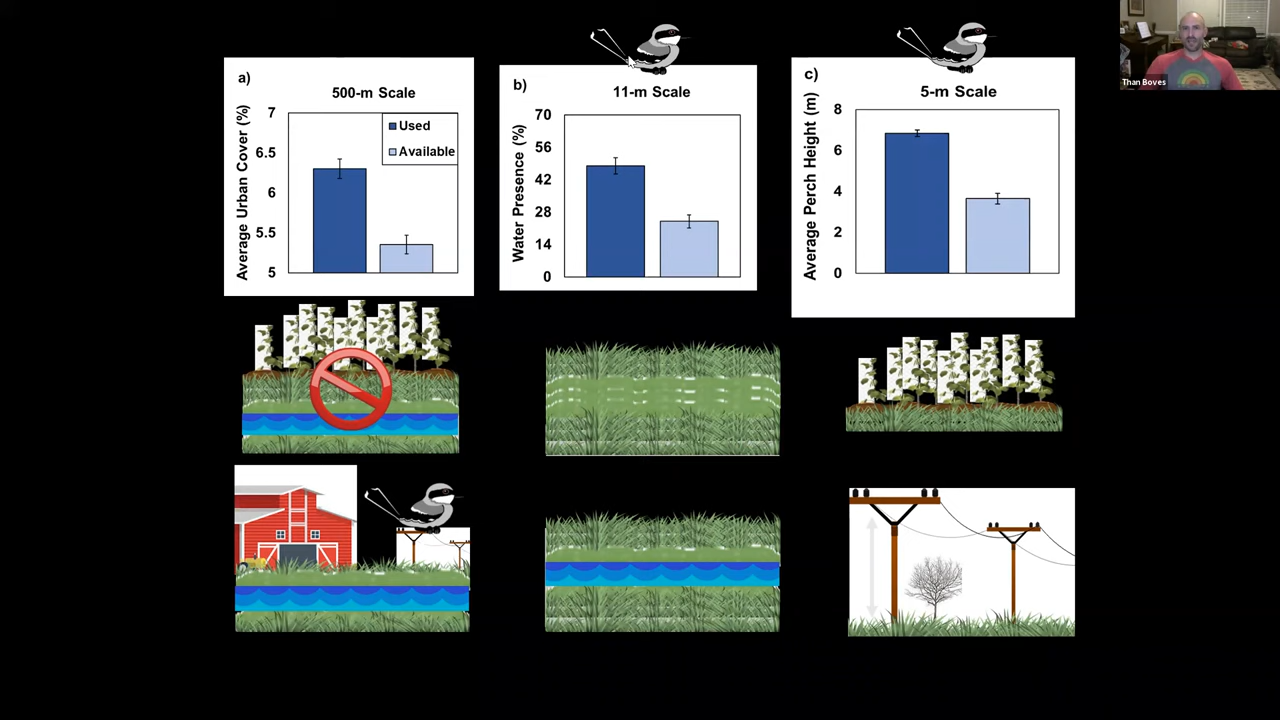 Than Boves
a)
500-m Scale
Average Urban Cover (%)
7
6.5
6
5.5
5
Used
Available
b)
11-m Scale
Water Presence (%)
70
56
42
28
14
0
c)
5-m Scale
Average Perch Height (m)
8
6
4
2
0